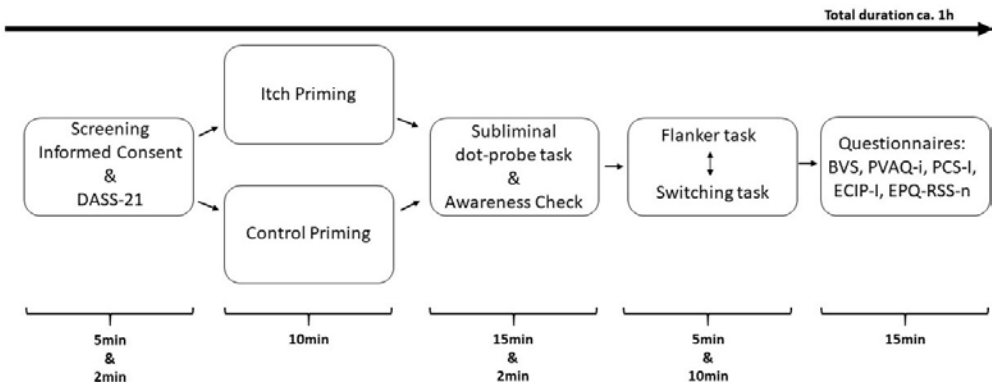 Total duration ca. 1h
Itch Priming
Screening
Informed Consent
&
DASS-21
Control Priming
Subliminal
dot-probe task
&
Awareness Check
Flanker task
Switching task
Questionnaires:
BVS, PVAQ-i, PCS-I,
ECIP-I, EPQ-RSS-n
5min
&
2min
10min
15min
&
2min
5min
&
10min
15min